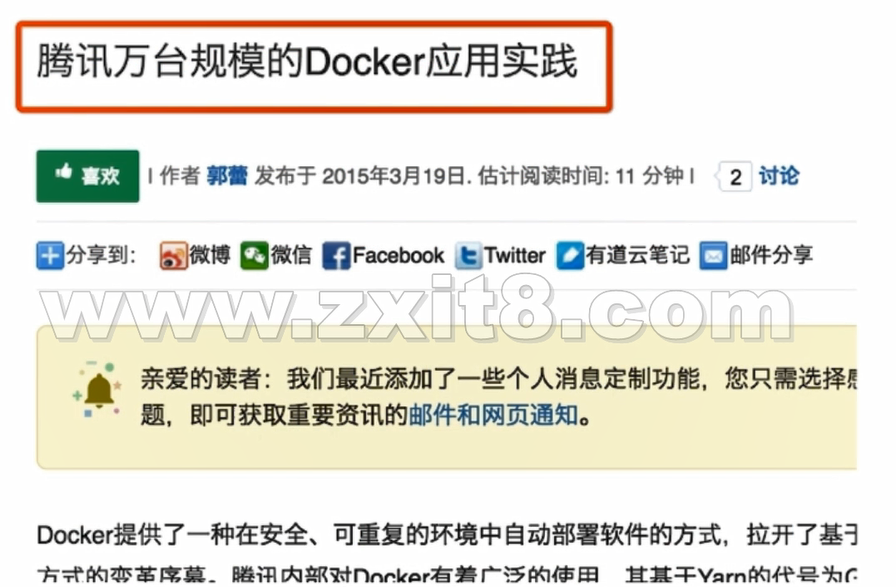 腾讯万台规模的Docker应用实践
喜欢 | 作者 郭蕾 发布于 2015年3月19日. 估计阅读时间: 11 分钟 | 2 讨论
分享到: 微博 微信 Facebook Twitter 有道云笔记 邮件分享
www.zxit8.com
亲爱的读者：我们最近添加了一些个人消息定制功能，您只需选择感
题，即可获取重要资讯的邮件和网页通知。
Docker提供了一种在安全、可重复的环境中自动部署软件的方式，拉开了基于
方式的变革序幕。腾讯内部对Docker有着广泛的使用，其基于Yarn的代号为G